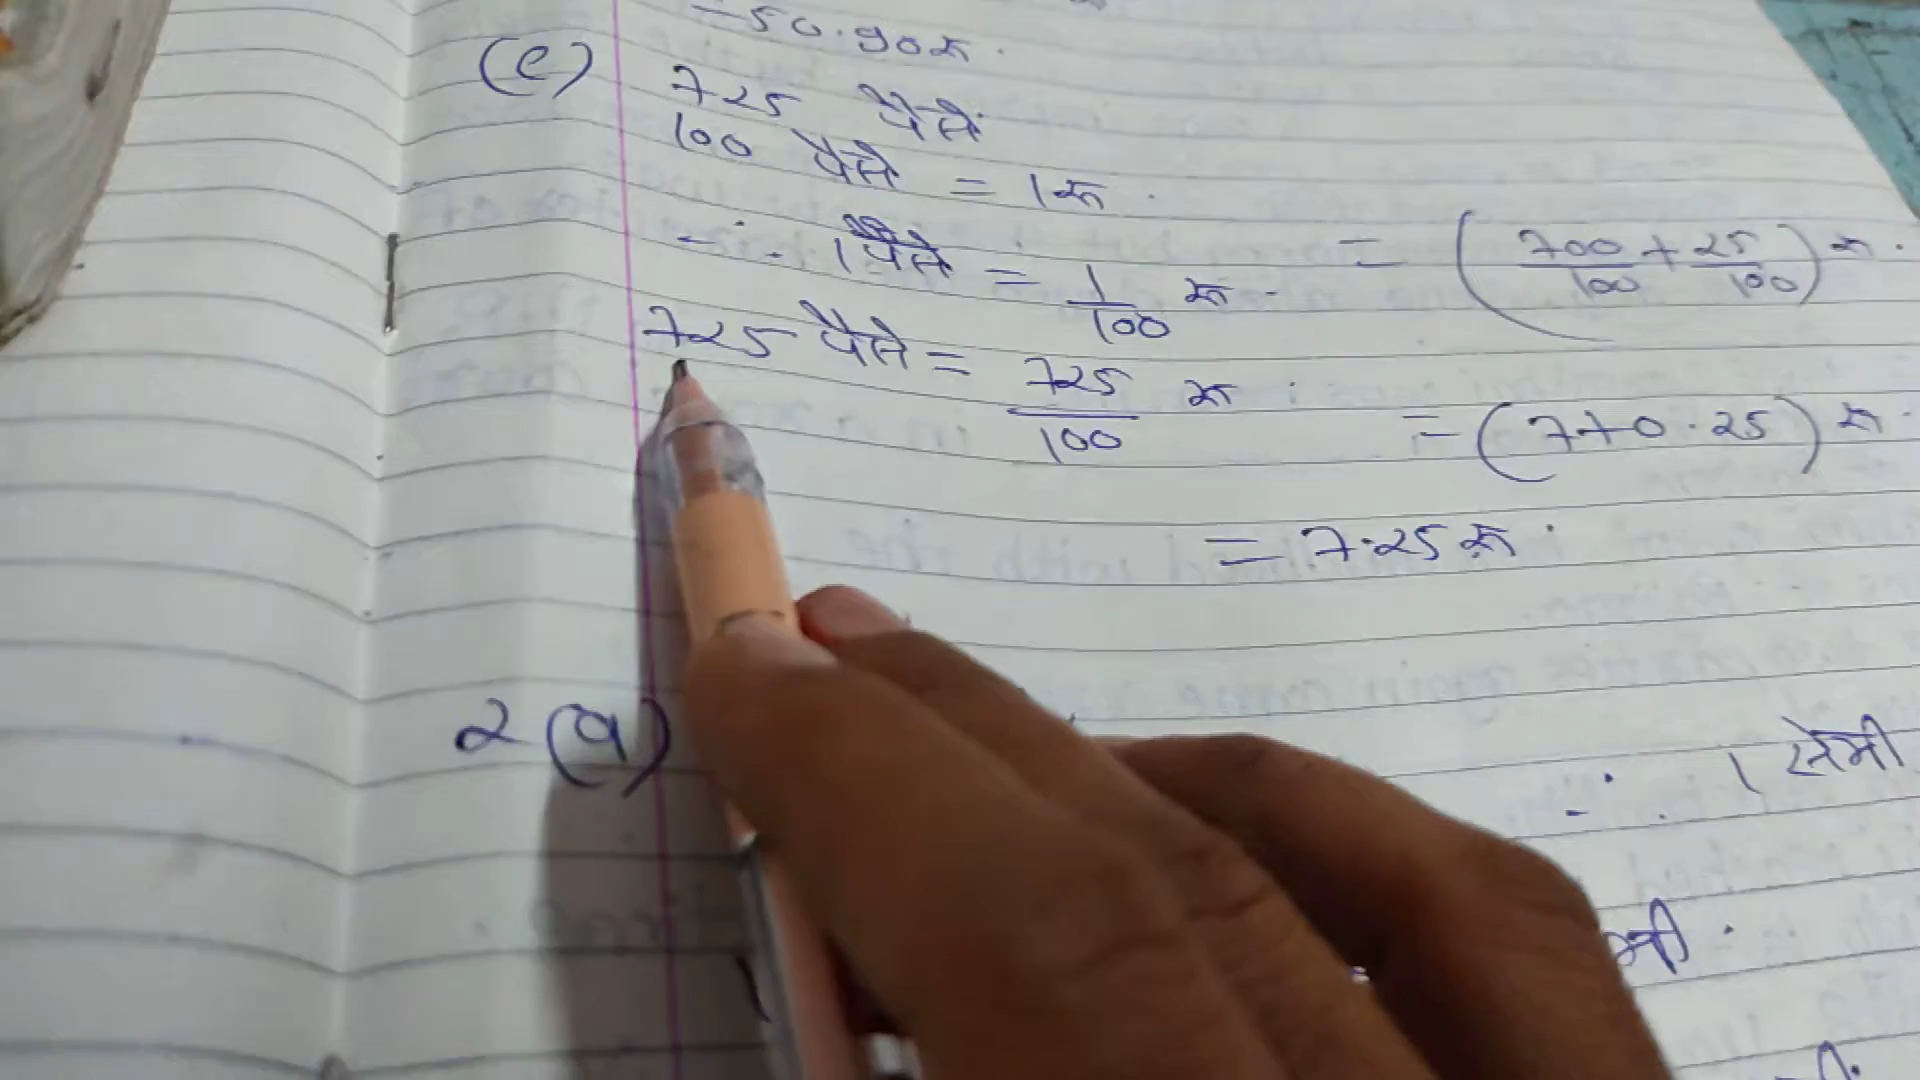 = 50.90रू.
(e) 725 पैसे
100 पैसे = 1रू.
∴ 1पैसे = 1/100 रू.
725 पैसे = 725/100 रू.
= (700/100 + 25/100) रू.
= (7+0.25) रू.
= 7.25 रू.
2 (a)
∴ 1 सेमी